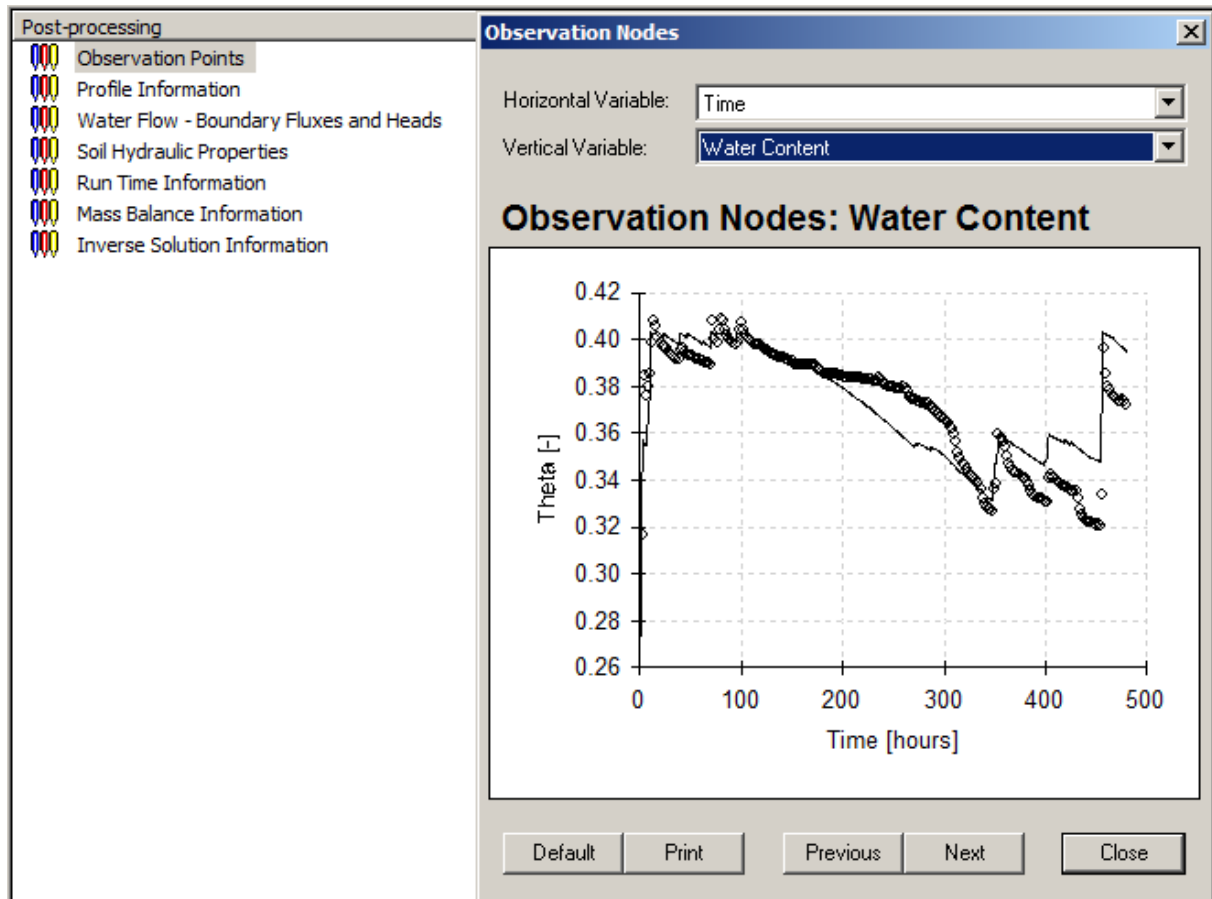 Post-processing
Observation Points
Profile Information
Water Flow - Boundary Fluxes and Heads
Soil Hydraulic Properties
Run Time Information
Mass Balance Information
Inverse Solution Information
Observation Nodes
Horizontal Variable: Time
Vertical Variable: Water Content
Observation Nodes: Water Content
0.42
0.40
0.38
0.36
0.34
0.32
0.30
0.28
0.26
Theta [-]
0 100 200 300 400 500
Time [hours]
Default Print Previous Next Close